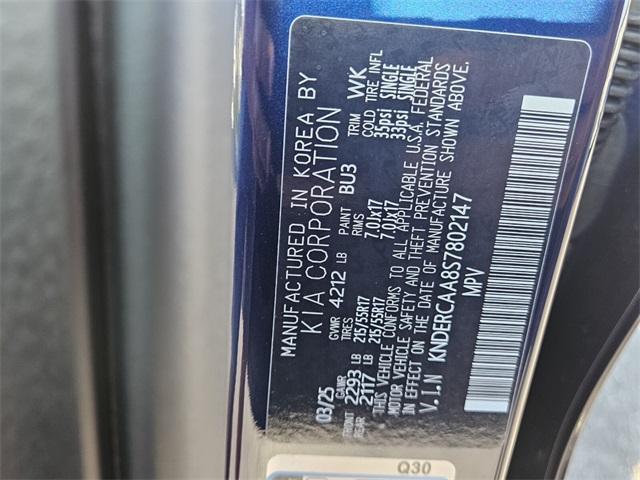 MANUFACTURED IN KOREA BY
KIA CORPORATION
03/25 GVWR 4212 LB PAINT BU3 TRIM WK
GAWR TIRES RIMS COLD TIRE INFL
FRONT 2293 LB 215/55R17 7.0Jx17 35psi SINGLE
REAR 2117 LB 215/55R17 7.0Jx17 33psi SINGLE
THIS VEHICLE CONFORMS TO ALL APPLICABLE U.S.A. FEDERAL
MOTOR VEHICLE SAFETY AND THEFT PREVENTION STANDARDS
IN EFFECT ON THE DATE OF MANUFACTURE SHOWN ABOVE.
V.I.N KNDERCAA8S7802147
MPV
Q30